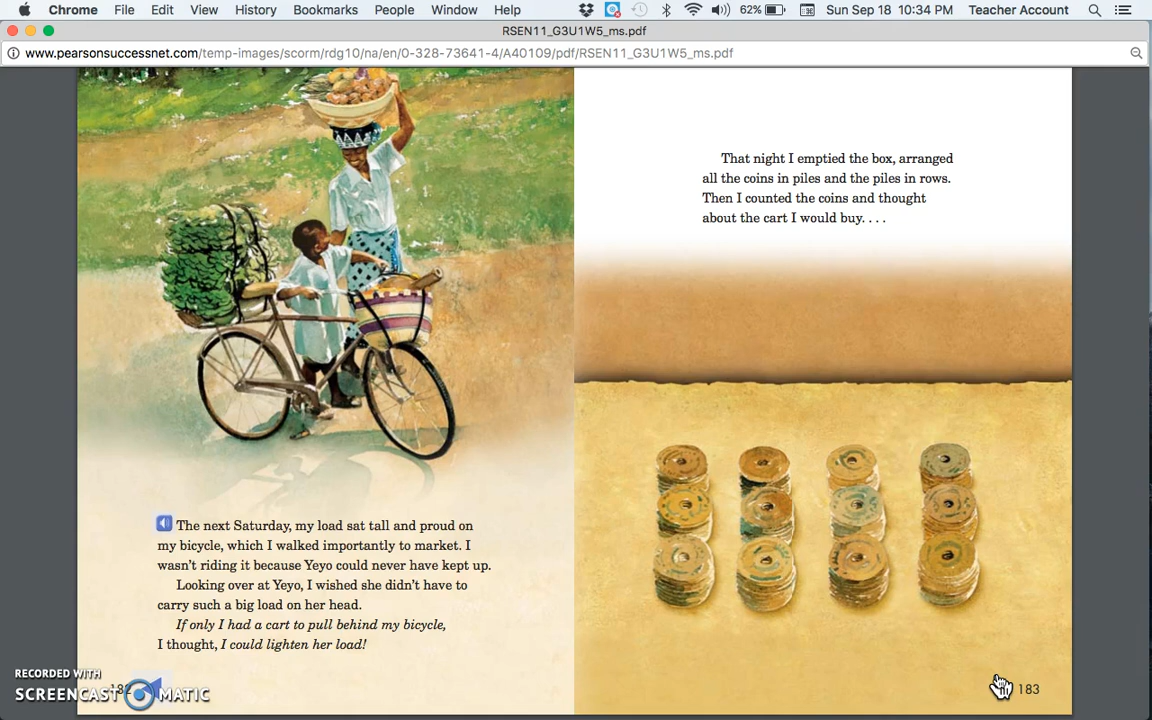 Chrome File Edit View History Bookmarks People Window Help 62% Sun Sep 18 10:34 PM Teacher Account
RSEN11_G3U1W5_ms.pdf
www.pearsonsuccessnet.com/temp-images/scorm/rdg10/na/en/0-328-73641-4/A40109/pdf/RSEN11_G3U1W5_ms.pdf
The next Saturday, my load sat tall and proud on
my bicycle, which I walked importantly to market. I
wasn't riding it because Yeyo could never have kept up.
Looking over at Yeyo, I wished she didn't have to
carry such a big load on her head.
If only I had a cart to pull behind my bicycle,
I thought, I could lighten her load!
That night I emptied the box, arranged
all the coins in piles and the piles in rows.
Then I counted the coins and thought
about the cart I would buy. . . .
183
RECORDED WITH
SCREENCAST MATIC